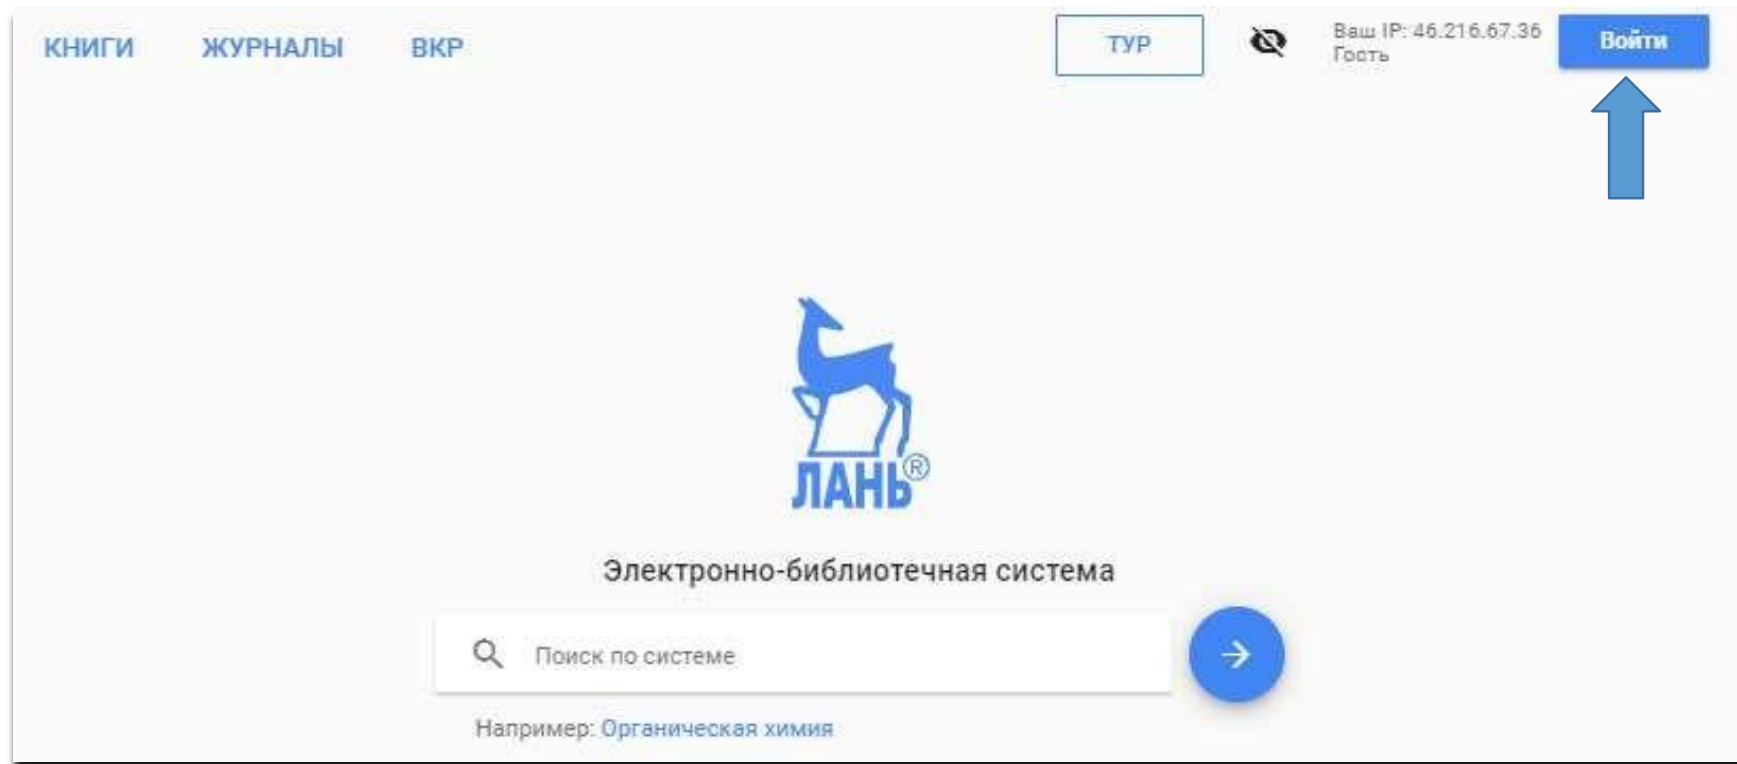 КНИГИ ЖУРНАЛЫ ВКР ТУР Ваш IP: 46.216.67.36 Войти
Гость
ЛАНЬ®
Электронно-библиотечная система
Поиск по системе
Например: Органическая химия